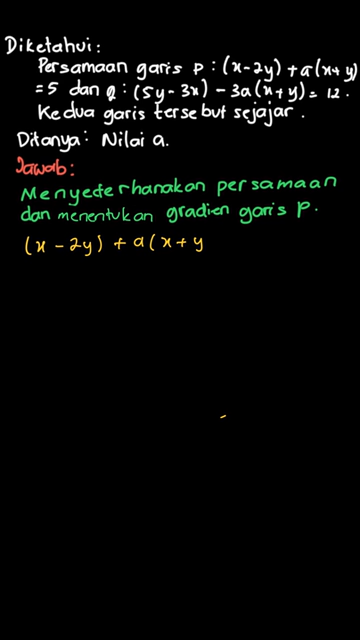 Diketahui:
Persamaan garis p : (x-2y) + a(x+y)
= 5 dan q : (5y - 3x) - 3a(x+y) = 12.
Kedua garis tersebut sejajar.
Ditanya: Nilai a.
Jawab:
Menyederhanakan persamaan
dan menentukan gradien garis p.
(x - 2y) + a(x + y